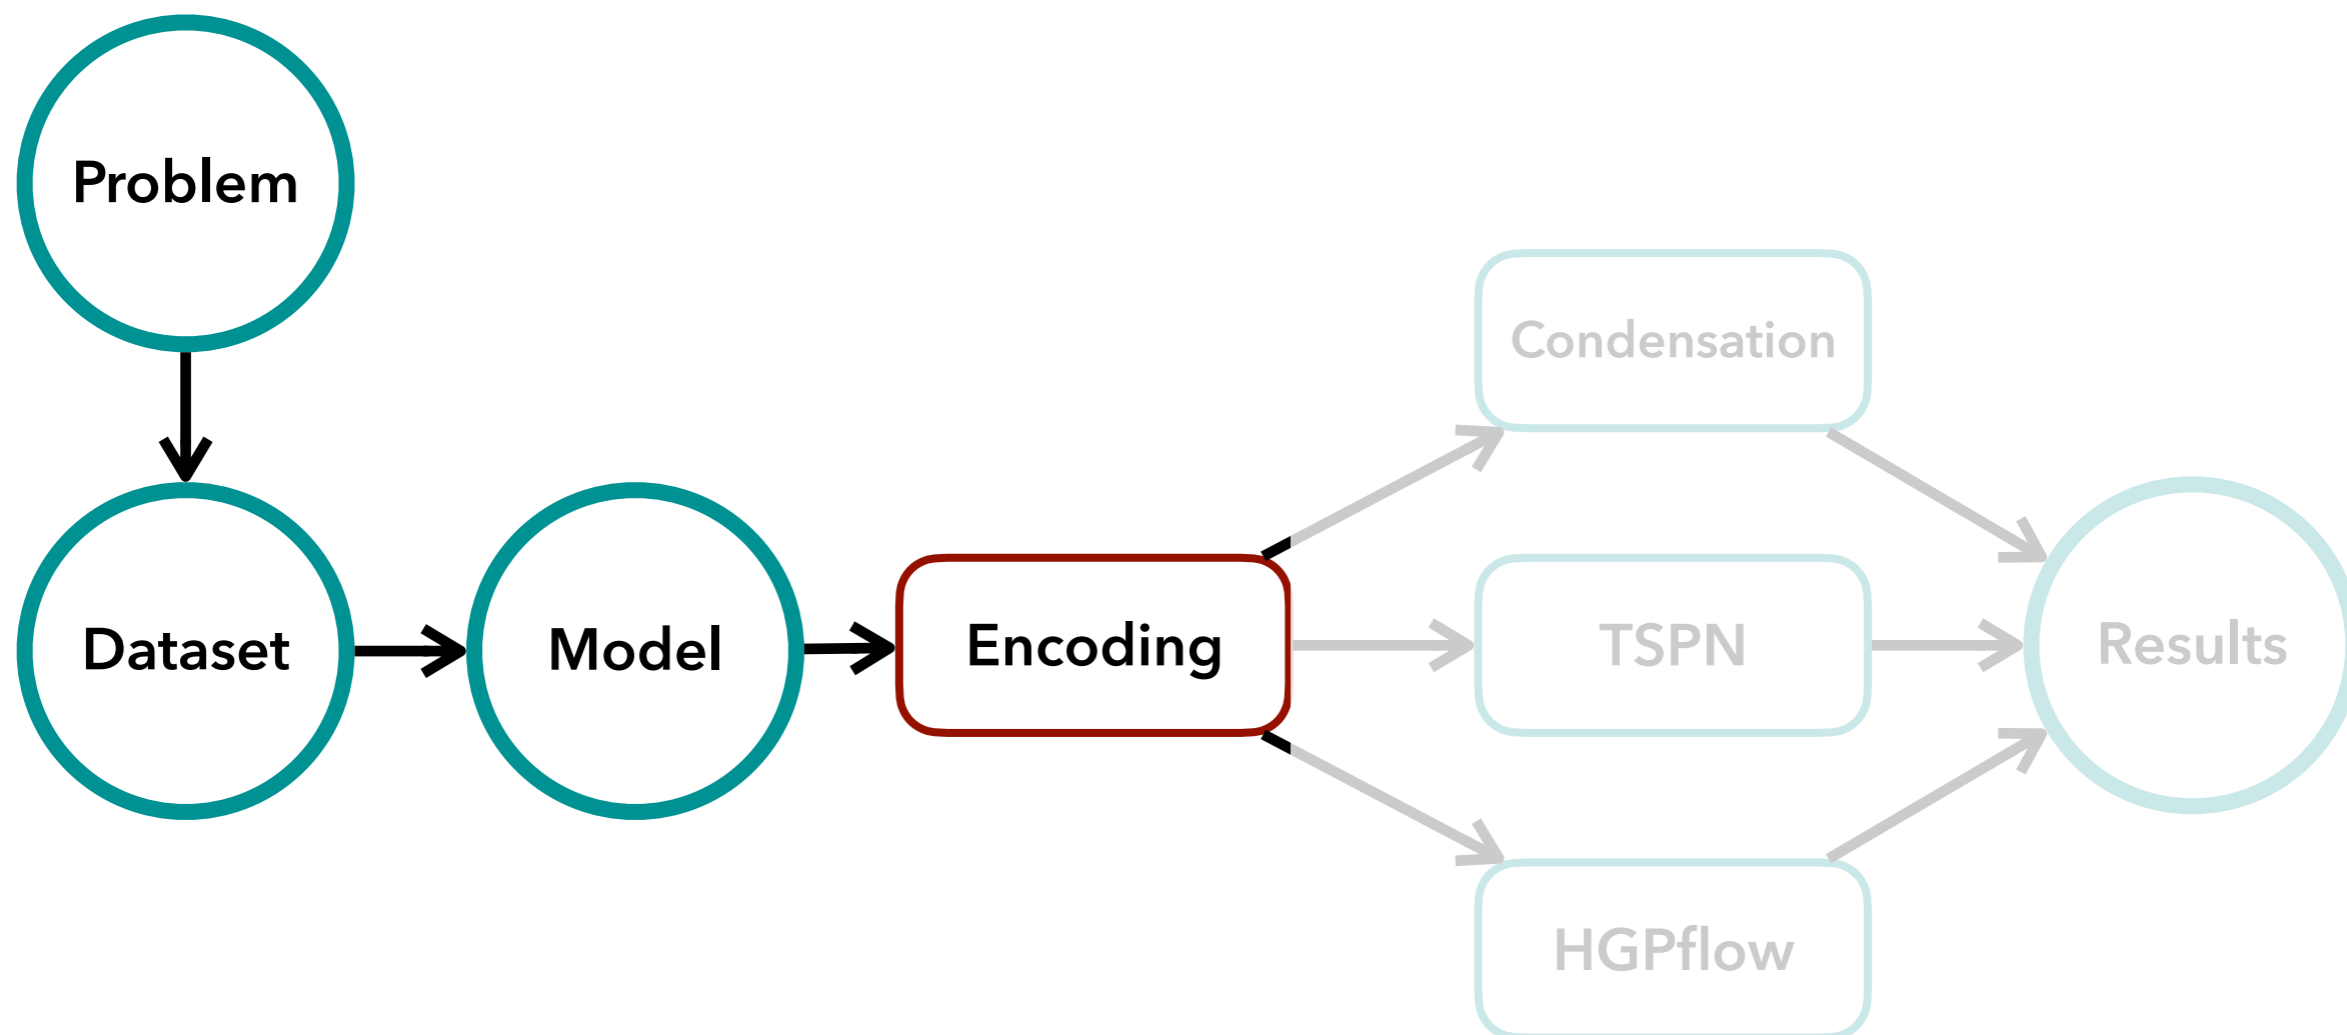 Problem
Dataset
Model
Encoding
Condensation
TSPN
HGPflow
Results